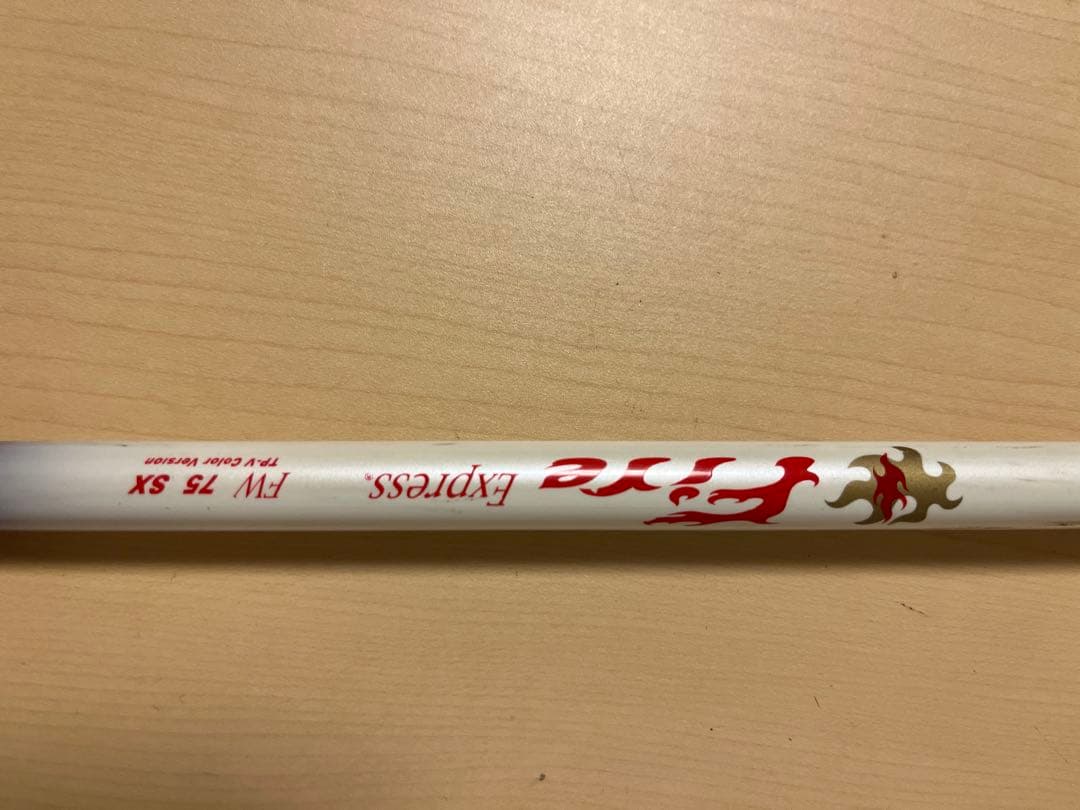 Fire Express®
FW 75 SX
TP-V Color Version